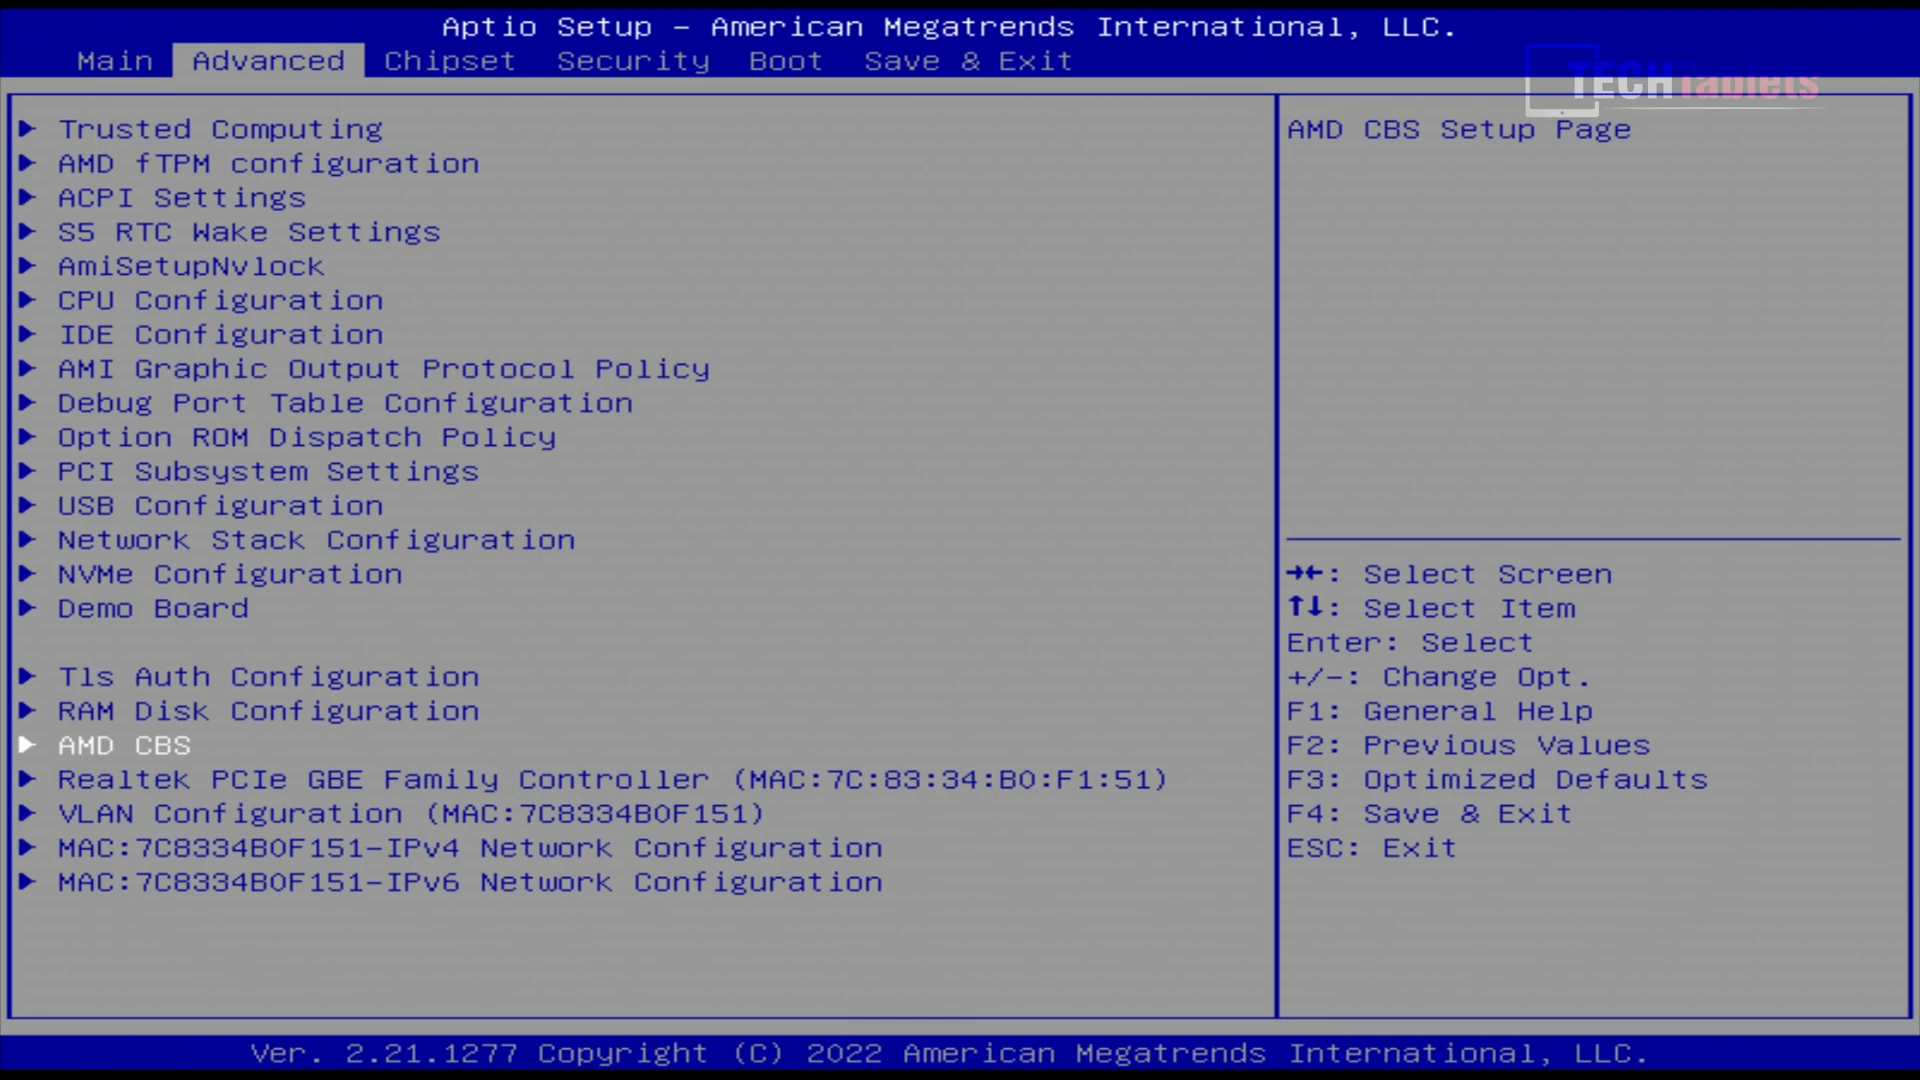 Aptio Setup – American Megatrends International, LLC.
Main Advanced Chipset Security Boot Save & Exit
TECHTablets
Trusted Computing
AMD fTPM configuration
ACPI Settings
S5 RTC Wake Settings
AmiSetupNvlock
CPU Configuration
IDE Configuration
AMI Graphic Output Protocol Policy
Debug Port Table Configuration
Option ROM Dispatch Policy
PCI Subsystem Settings
USB Configuration
Network Stack Configuration
NVMe Configuration
Demo Board
Tls Auth Configuration
RAM Disk Configuration
AMD CBS
Realtek PCIe GBE Family Controller (MAC:7C:83:34:B0:F1:51)
VLAN Configuration (MAC:7C8334B0F151)
MAC:7C8334B0F151-IPv4 Network Configuration
MAC:7C8334B0F151-IPv6 Network Configuration
AMD CBS Setup Page
→←: Select Screen
↑↓: Select Item
Enter: Select
+/-: Change Opt.
F1: General Help
F2: Previous Values
F3: Optimized Defaults
F4: Save & Exit
ESC: Exit
Ver. 2.21.1277 Copyright (C) 2022 American Megatrends International, LLC.